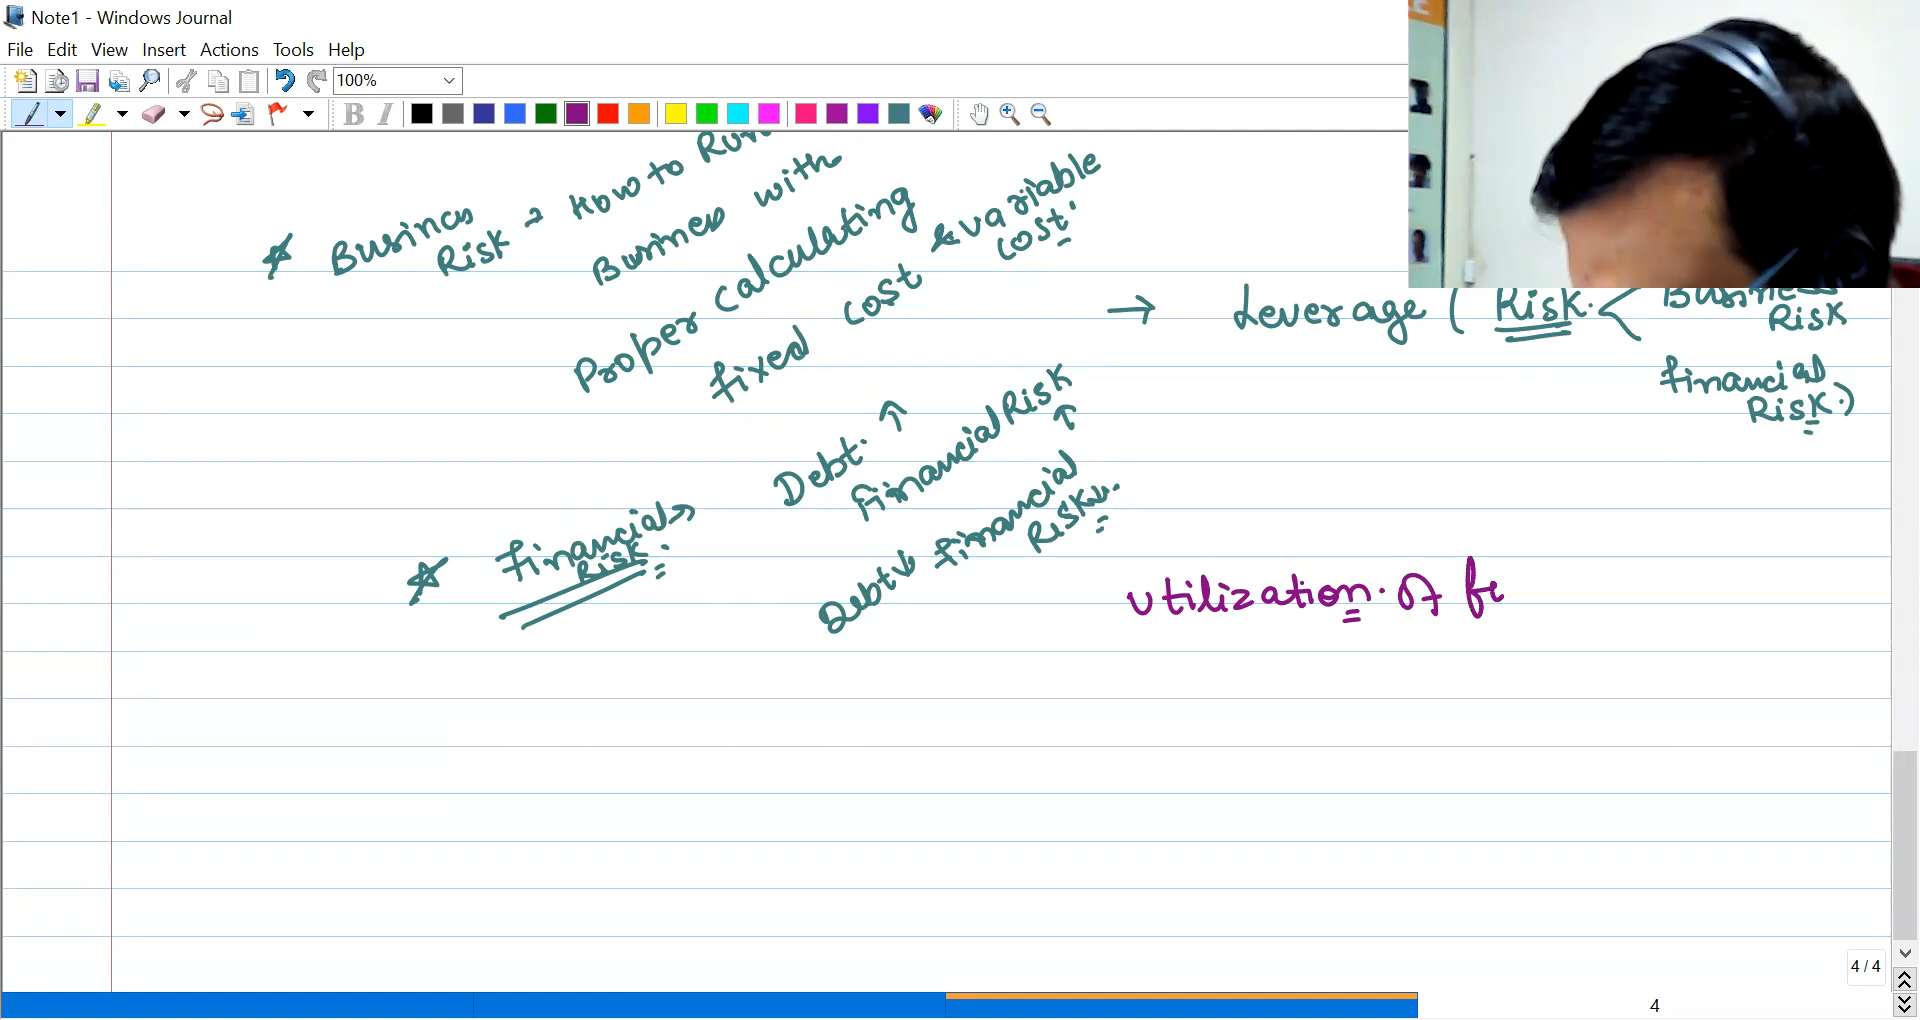 Note1 - Windows Journal
File Edit View Insert Actions Tools Help
100%
B I
Business Risk = How to Run
Business with
Proper Calculating
fixed cost & variable cost.
→ Leverage ( Risk. < Business Risk
financial Risk.)
Financial Risk. →
Debt. ↑
Financial Risk ↑
Debt ↓ Financial Risk ↓.
Utilization. of
4 / 4
4